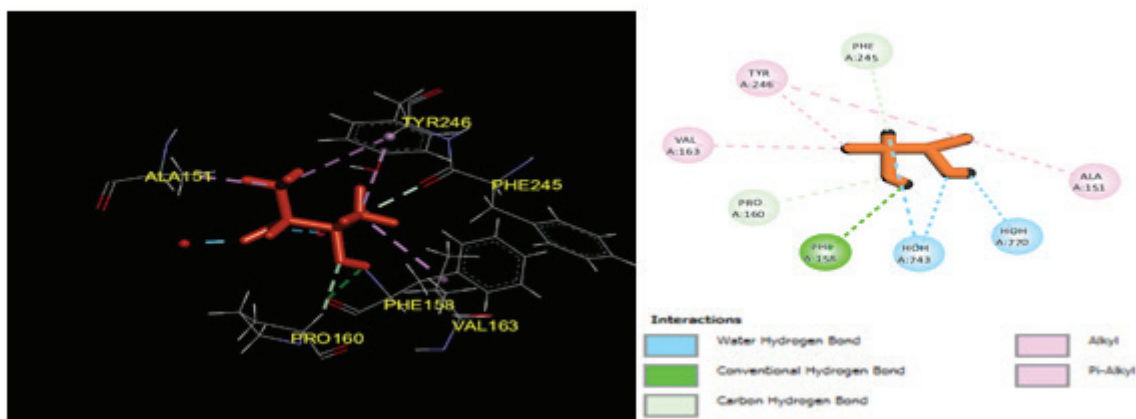 TYR246
ALA151
PHE245
PHE158
VAL163
PRO160
PHE
A:245
TYR
A:246
VAL
A:163
ALA
A:151
PRO
A:160
PHE
A:158
HOH
A:743
HOH
A:770
Interactions
Water Hydrogen Bond
Conventional Hydrogen Bond
Carbon Hydrogen Bond
Alkyl
Pi-Alkyl